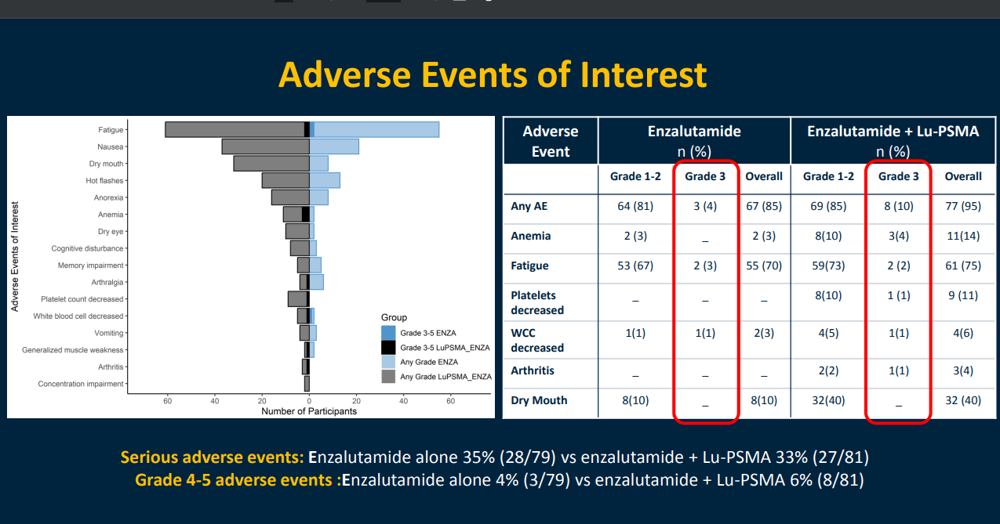 Adverse Events of Interest
Adverse Events of Interest
Fatigue
Nausea
Dry mouth
Hot flashes
Anorexia
Anemia
Dry eye
Cognitive disturbance
Memory impairment
Arthralgia
Platelet count decreased
White blood cell decreased
Vomiting
Generalized muscle weakness
Arthritis
Concentration impairment
60 40 20 0 20 40 60
Number of Participants
Group
Grade 3-5 ENZA
Grade 3-5 LuPSMA_ENZA
Any Grade ENZA
Any Grade LuPSMA_ENZA
Adverse Event Enzalutamide n (%) Enzalutamide + Lu-PSMA n (%)
Grade 1-2 Grade 3 Overall Grade 1-2 Grade 3 Overall
Any AE 64 (81) 3 (4) 67 (85) 69 (85) 8 (10) 77 (95)
Anemia 2 (3) _ 2 (3) 8(10) 3(4) 11(14)
Fatigue 53 (67) 2 (3) 55 (70) 59(73) 2 (2) 61 (75)
Platelets decreased _ _ _ 8(10) 1 (1) 9 (11)
WCC decreased 1(1) 1(1) 2(3) 4(5) 1(1) 4(6)
Arthritis _ _ _ 2(2) 1(1) 3(4)
Dry Mouth 8(10) _ 8(10) 32(40) _ 32 (40)
Serious adverse events: Enzalutamide alone 35% (28/79) vs enzalutamide + Lu-PSMA 33% (27/81)
Grade 4-5 adverse events :Enzalutamide alone 4% (3/79) vs enzalutamide + Lu-PSMA 6% (8/81)